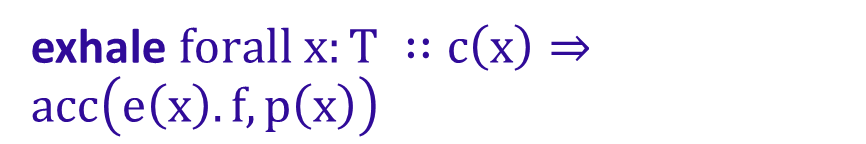 exhale forall x: T :: c(x) ⇒
acc(e(x). f, p(x))